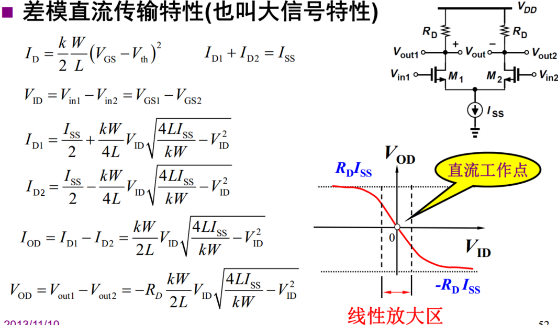 ■ 差模直流传输特性(也叫大信号特性)
I_D = k/2 W/L (V_GS − V_th)^2    I_D1 + I_D2 = I_SS
V_ID = V_in1 − V_in2 = V_GS1 − V_GS2
I_D1 = I_SS/2 + kW/4L V_ID √(4LI_SS/kW − V_ID^2)
I_D2 = I_SS/2 − kW/4L V_ID √(4LI_SS/kW − V_ID^2)
I_OD = I_D1 − I_D2 = kW/2L V_ID √(4LI_SS/kW − V_ID^2)
V_OD = V_out1 − V_out2 = −R_D kW/2L V_ID √(4LI_SS/kW − V_ID^2)
V_DD
R_D R_D
V_out1 + V_out − V_out2
V_in1 M_1 M_2 V_in2
I_SS
V_OD
R_D I_SS
直流工作点
0 V_ID
-R_D I_SS
线性放大区
2013/11/10 52